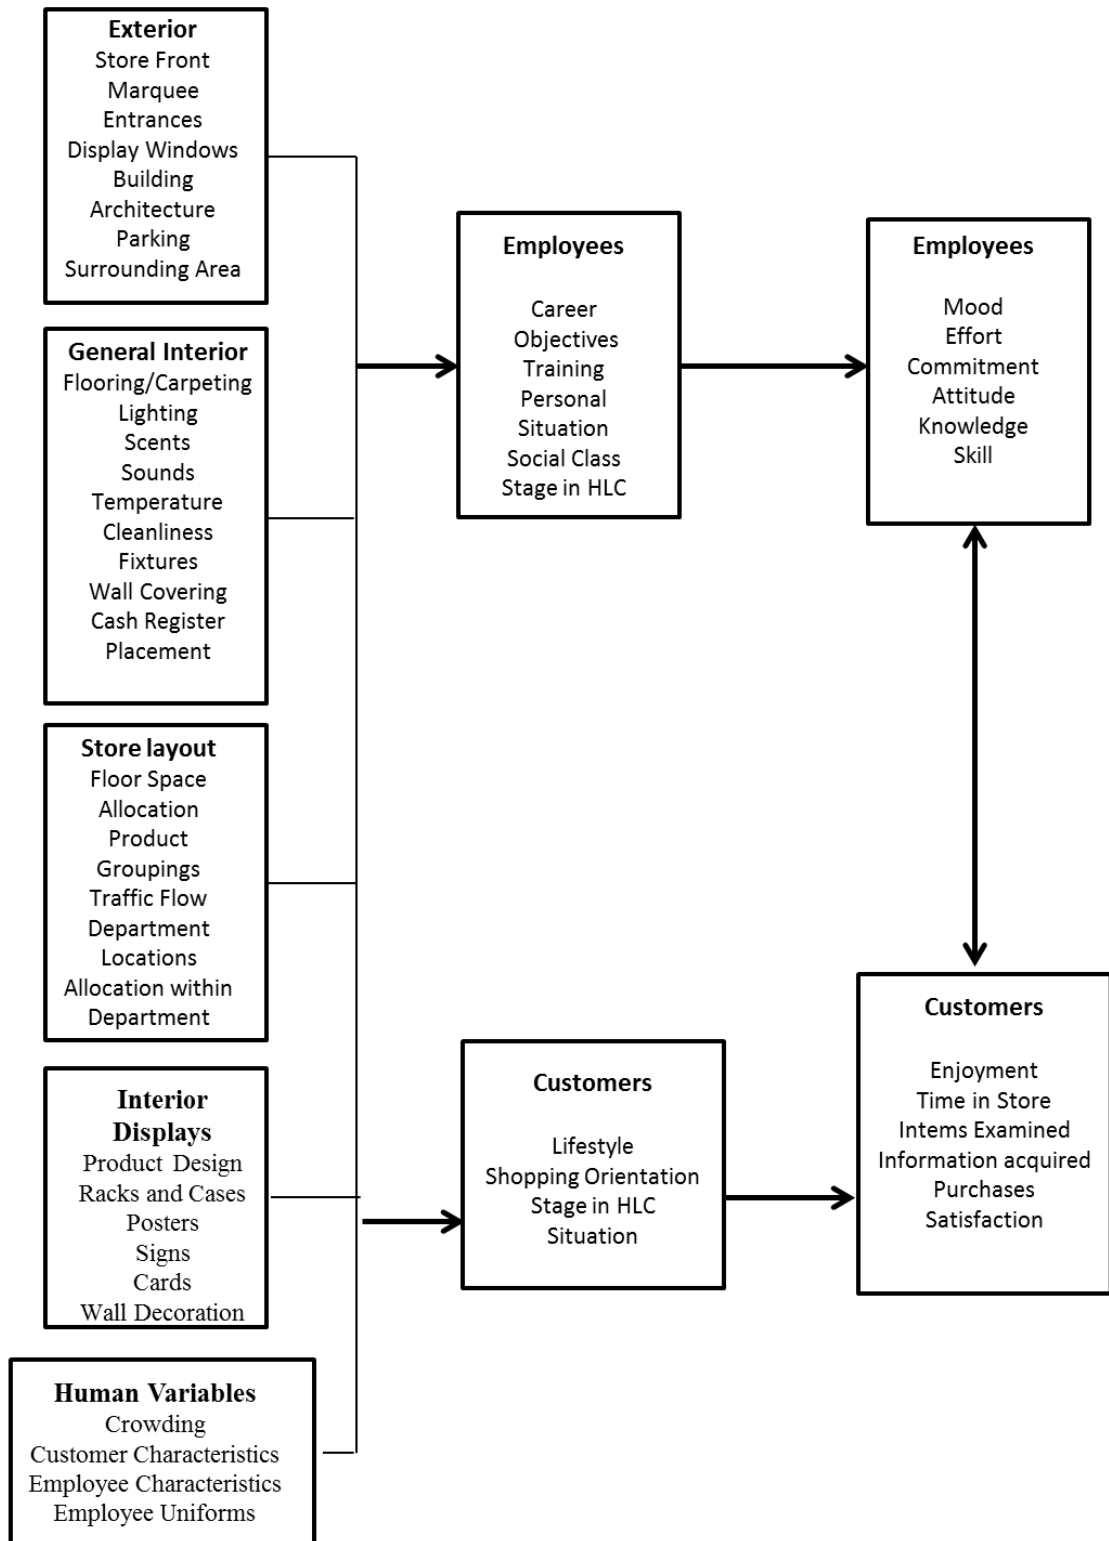 Exterior
Store Front
Marquee
Entrances
Display Windows
Building
Architecture
Parking
Surrounding Area
General Interior
Flooring/Carpeting
Lighting
Scents
Sounds
Temperature
Cleanliness
Fixtures
Wall Covering
Cash Register
Placement
Store layout
Floor Space
Allocation
Product
Groupings
Traffic Flow
Department
Locations
Allocation within
Department
Interior
Displays
Product Design
Racks and Cases
Posters
Signs
Cards
Wall Decoration
Human Variables
Crowding
Customer Characteristics
Employee Characteristics
Employee Uniforms
Employees
Career
Objectives
Training
Personal
Situation
Social Class
Stage in HLC
Customers
Lifestyle
Shopping Orientation
Stage in HLC
Situation
Employees
Mood
Effort
Commitment
Attitude
Knowledge
Skill
Customers
Enjoyment
Time in Store
Intems Examined
Information acquired
Purchases
Satisfaction